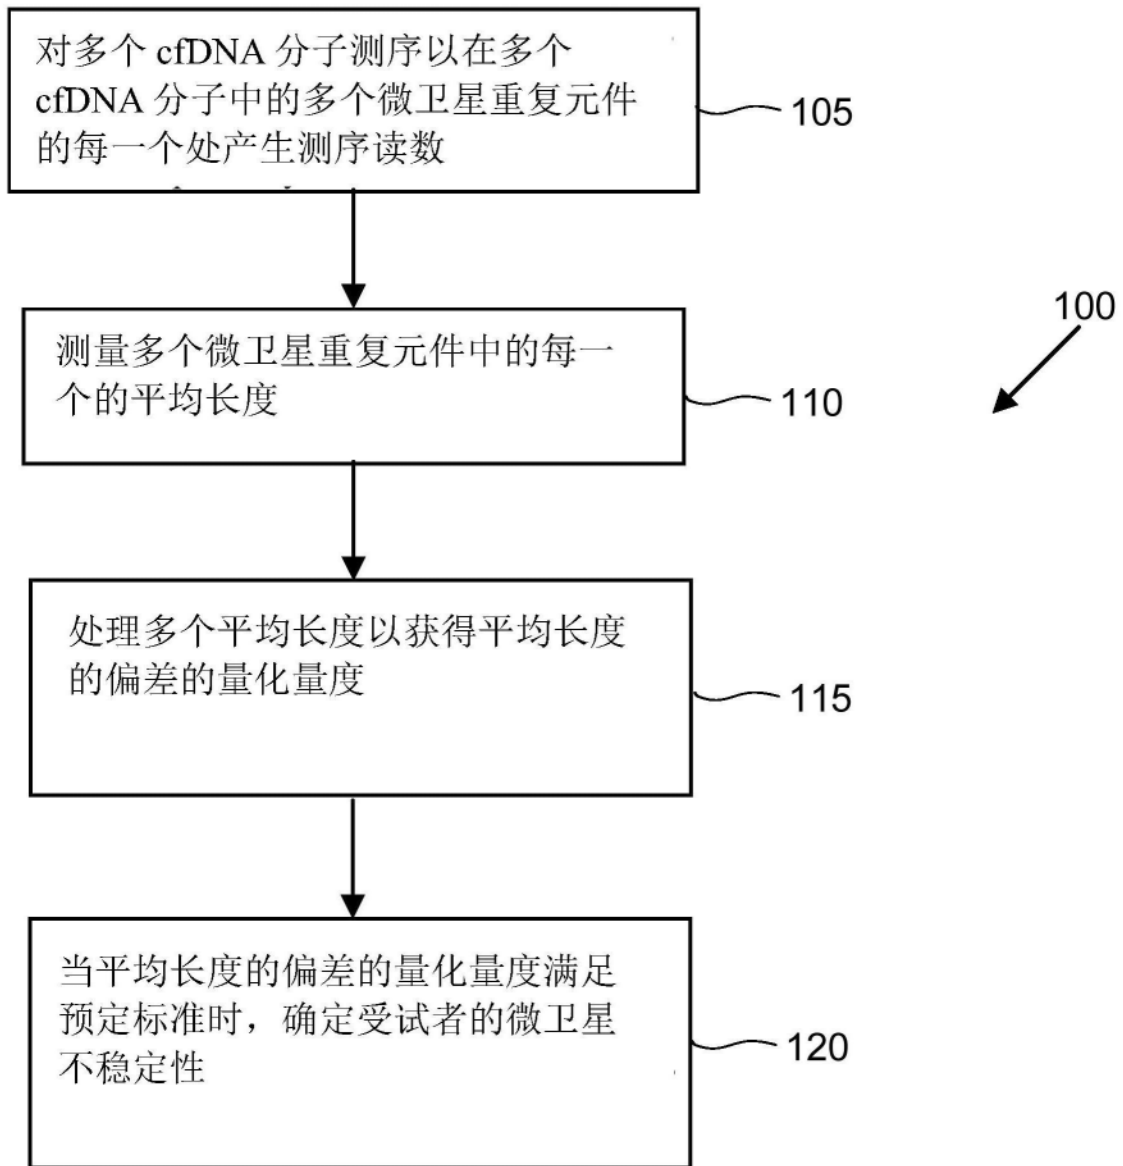 对多个 cfDNA 分子测序以在多个
cfDNA 分子中的多个微卫星重复元件
的每一个处产生测序读数
105
100
测量多个微卫星重复元件中的每一
个的平均长度
110
处理多个平均长度以获得平均长度
的偏差的量化量度
115
当平均长度的偏差的量化量度满足
预定标准时，确定受试者的微卫星
不稳定性
120